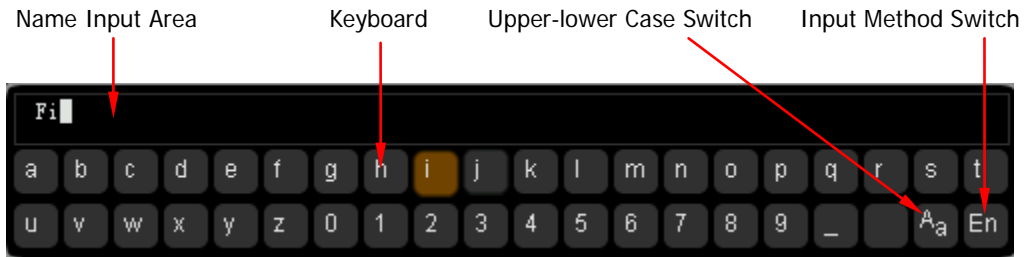 Name Input Area Keyboard Upper-lower Case Switch Input Method Switch
Fi
a b c d e f g h i j k l m n o p q r s t
u v w x y z 0 1 2 3 4 5 6 7 8 9 _ Aa En